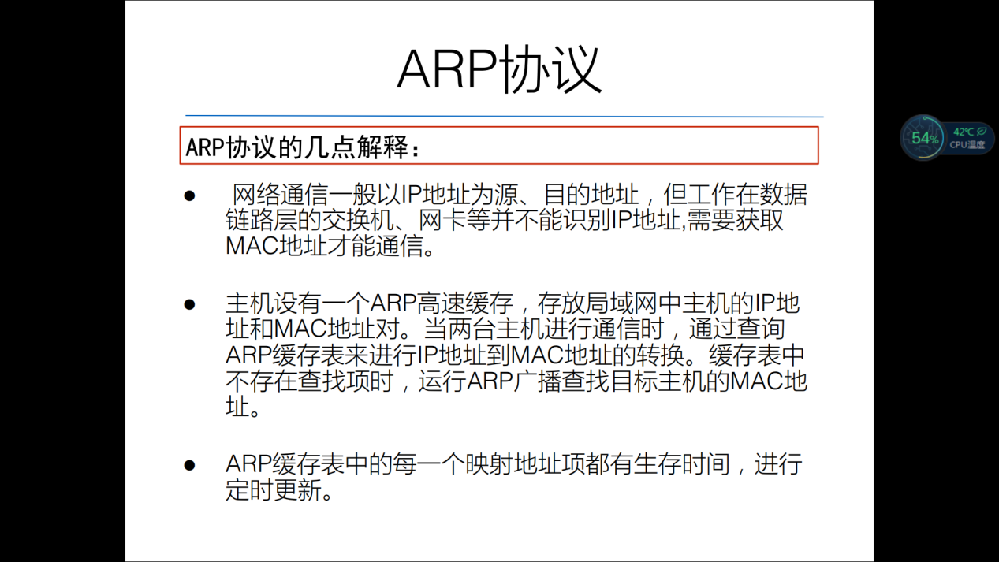 ARP协议
ARP协议的几点解释：
● 网络通信一般以IP地址为源、目的地址，但工作在数据
链路层的交换机、网卡等并不能识别IP地址,需要获取
MAC地址才能通信。
● 主机设有一个ARP高速缓存，存放局域网中主机的IP地
址和MAC地址对。当两台主机进行通信时，通过查询
ARP缓存表来进行IP地址到MAC地址的转换。缓存表中
不存在查找项时，运行ARP广播查找目标主机的MAC地
址。
● ARP缓存表中的每一个映射地址项都有生存时间，进行
定时更新。
54%
42℃
CPU温度